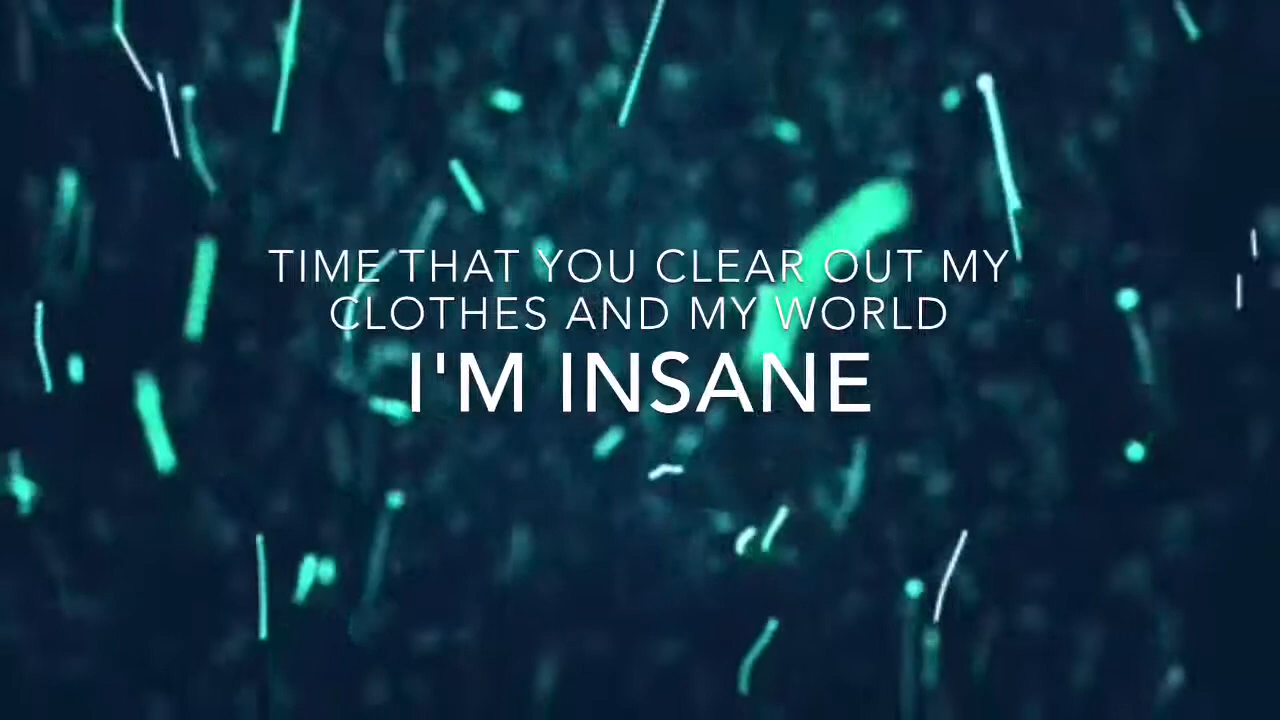 TIME THAT YOU CLEAR OUT MY
CLOTHES AND MY WORLD
I'M INSANE